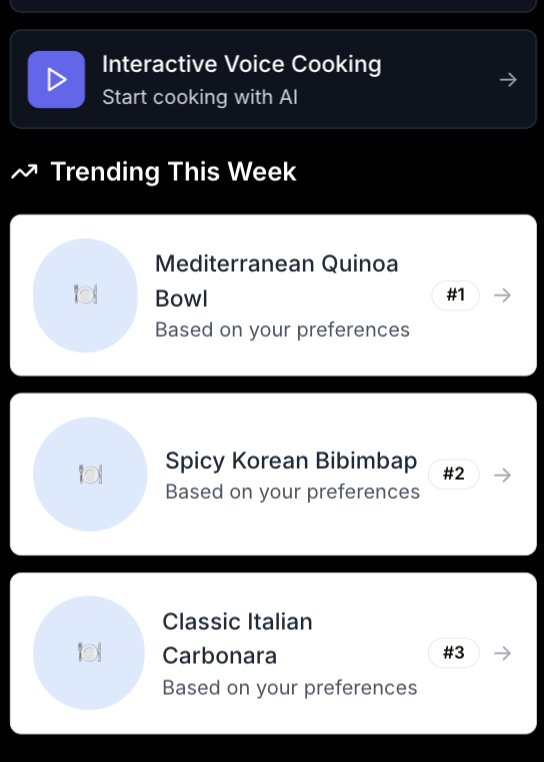 Interactive Voice Cooking
Start cooking with AI
Trending This Week
Mediterranean Quinoa
Bowl
Based on your preferences
#1
Spicy Korean Bibimbap
Based on your preferences
#2
Classic Italian
Carbonara
Based on your preferences
#3